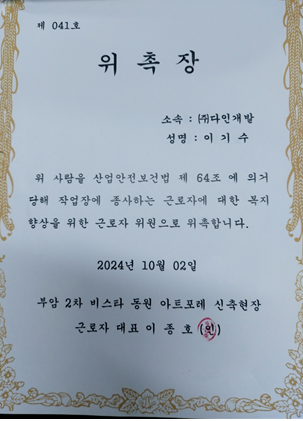 제 041호
위 촉 장
소속 : ㈜다인개발
성명 : 이 기 수
위 사람을 산업안전보건법 제 64조 에 의거
당해 작업장에 종사하는 근로자에 대한 복지
향상을 위한 근로자 위원으로 위촉합니다.
2024년 10월 02일
부암 2차 비스타 동원 아트포레 신축현장
근로자 대표 이 종 호 (인)